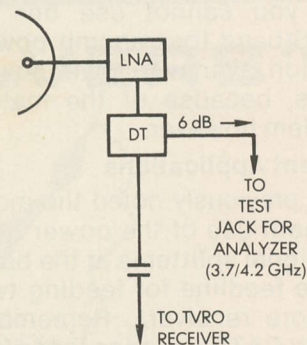 LNA
DT
6 dB
TO
TEST
JACK FOR
ANALYZER
(3.7/4.2 GHz)
TO TVRO
RECEIVER